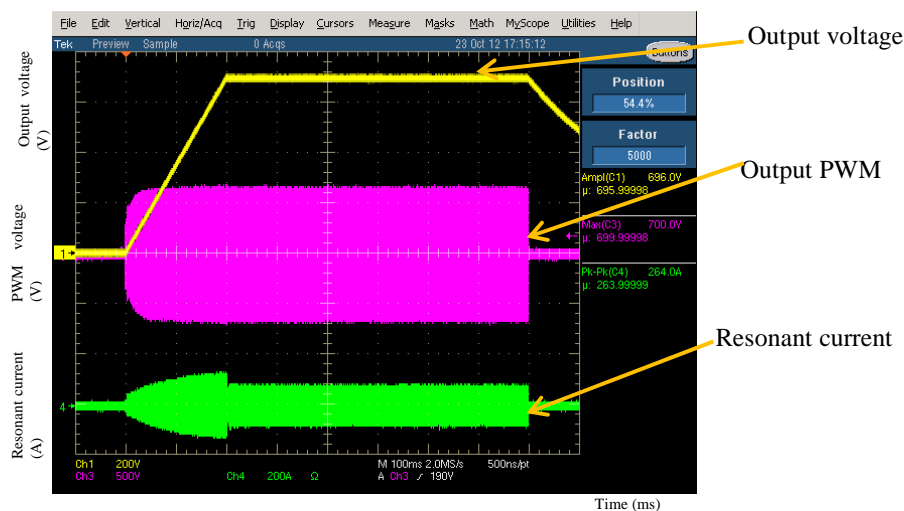 File Edit Vertical Horiz/Acq Trig Display Cursors Measure Masks Math MyScope Utilities Help
Tek Preview Sample 0 Acqs 23 Oct 12 17:15:12
Buttons
Output voltage
Output voltage
(V)
Position
54.4%
Factor
5000
Output PWM
Ampl(C1) 696.0V
µ: 695.99998
PWM voltage
(V)
Max(C3) 700.0V
µ: 699.99998
1
Pk-Pk(C4) 264.0A
µ: 263.99999
Resonant current
Resonant current
(A)
4
Ch1 200V M 100ms 2.0MS/s 500ns/pt
Ch3 500V Ch4 200A Ω A Ch3 ∕ 190V
Time (ms)